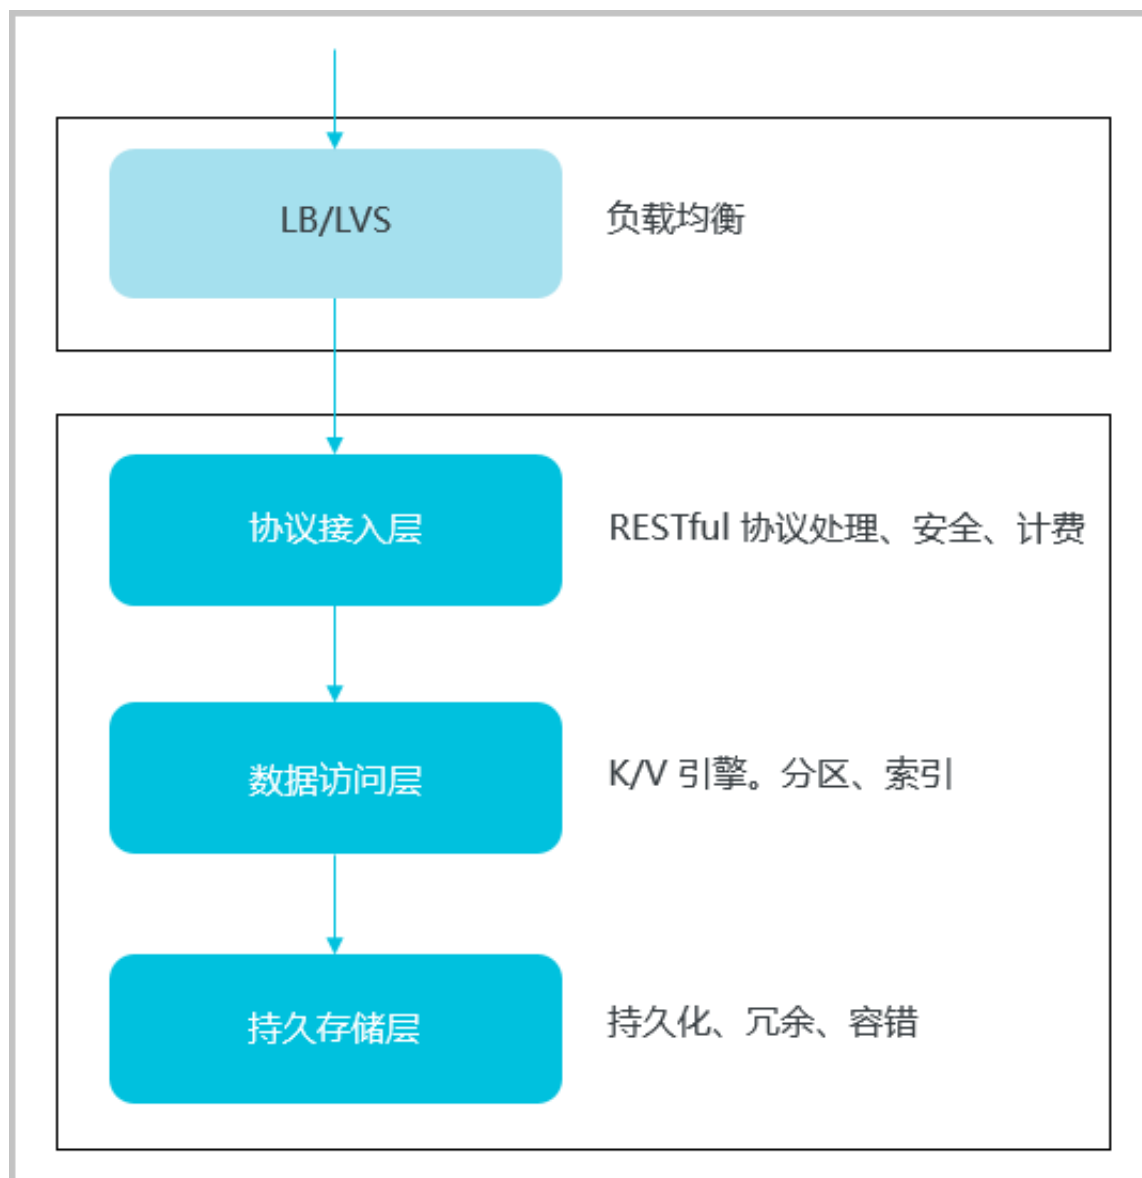 LB/LVS
负载均衡
协议接入层
RESTful 协议处理、安全、计费
数据访问层
K/V 引擎。分区、索引
持久存储层
持久化、冗余、容错